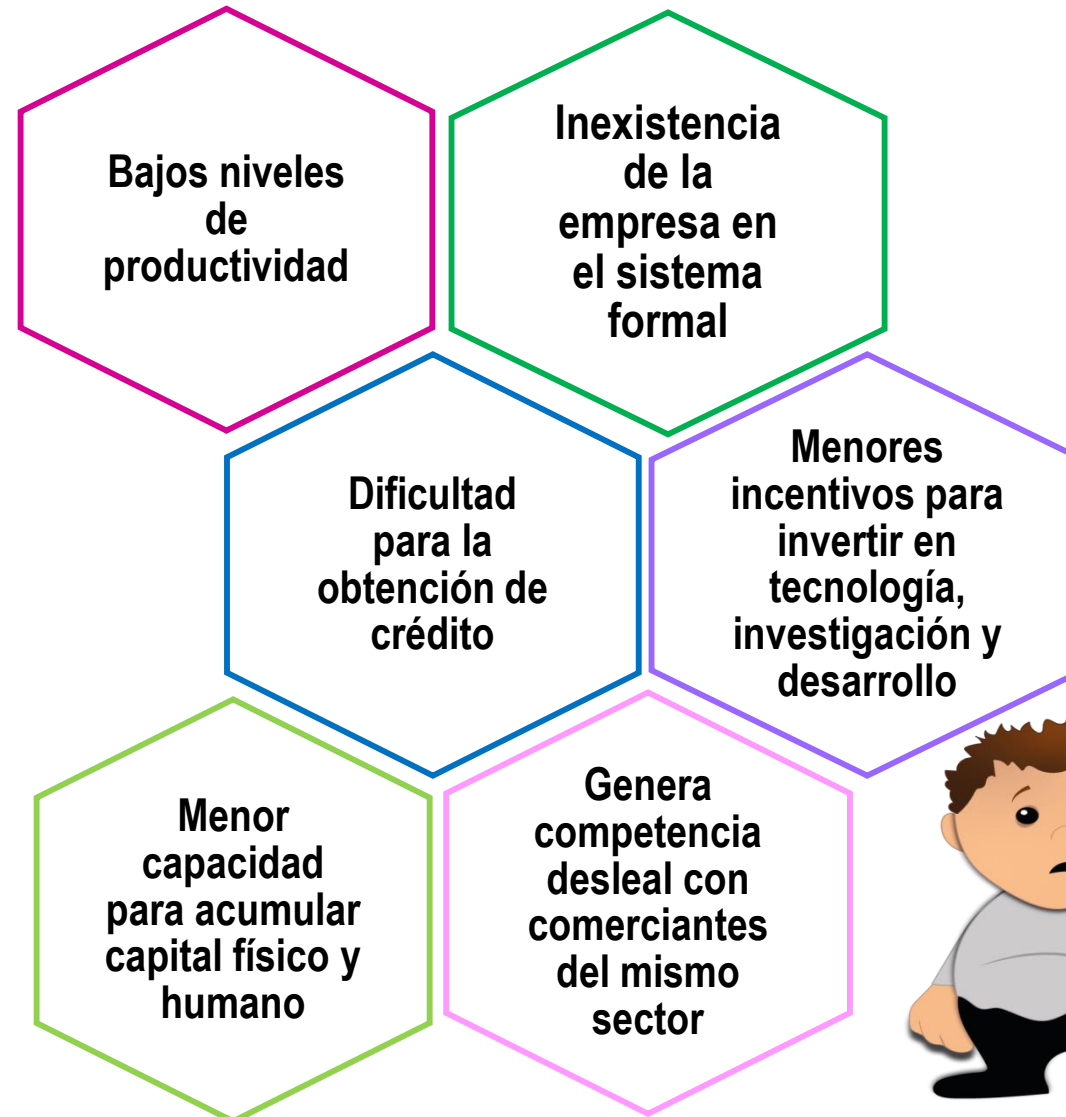 Bajos niveles
de
productividad
Inexistencia
de la
empresa en
el sistema
formal
Dificultad
para la
obtención de
crédito
Menores
incentivos para
invertir en
tecnología,
investigación y
desarrollo
Menor
capacidad
para acumular
capital físico y
humano
Genera
competencia
desleal con
comerciantes
del mismo
sector